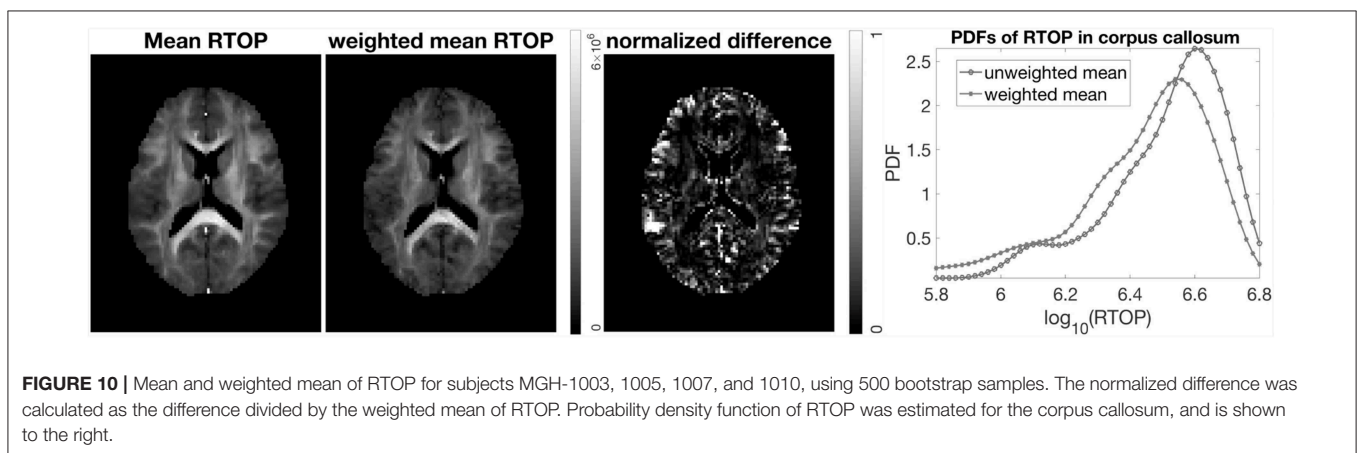 Mean RTOP
weighted mean RTOP
6×10⁶
0
normalized difference
1
0
PDFs of RTOP in corpus callosum
unweighted mean
weighted mean
2.5
2
1.5
1
0.5
PDF
5.8 6 6.2 6.4 6.6 6.8
log₁₀(RTOP)
FIGURE 10 | Mean and weighted mean of RTOP for subjects MGH-1003, 1005, 1007, and 1010, using 500 bootstrap samples. The normalized difference was
calculated as the difference divided by the weighted mean of RTOP. Probability density function of RTOP was estimated for the corpus callosum, and is shown
to the right.